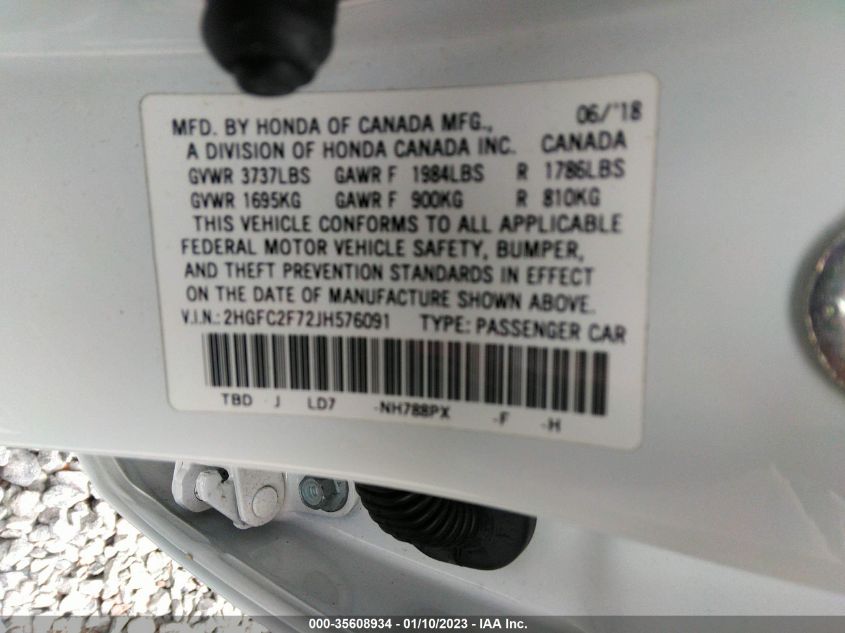 06/'18
MFD. BY HONDA OF CANADA MFG.,
A DIVISION OF HONDA CANADA INC. CANADA
GVWR 3737LBS GAWR F 1984LBS R 1786LBS
GVWR 1695KG GAWR F 900KG R 810KG
THIS VEHICLE CONFORMS TO ALL APPLICABLE
FEDERAL MOTOR VEHICLE SAFETY, BUMPER,
AND THEFT PREVENTION STANDARDS IN EFFECT
ON THE DATE OF MANUFACTURE SHOWN ABOVE.
V.I.N.: 2HGFC2F72JH576091 TYPE: PASSENGER CAR
TBD J LD7 -NH788PX -F -H
000-35608934 - 01/10/2023 - IAA Inc.